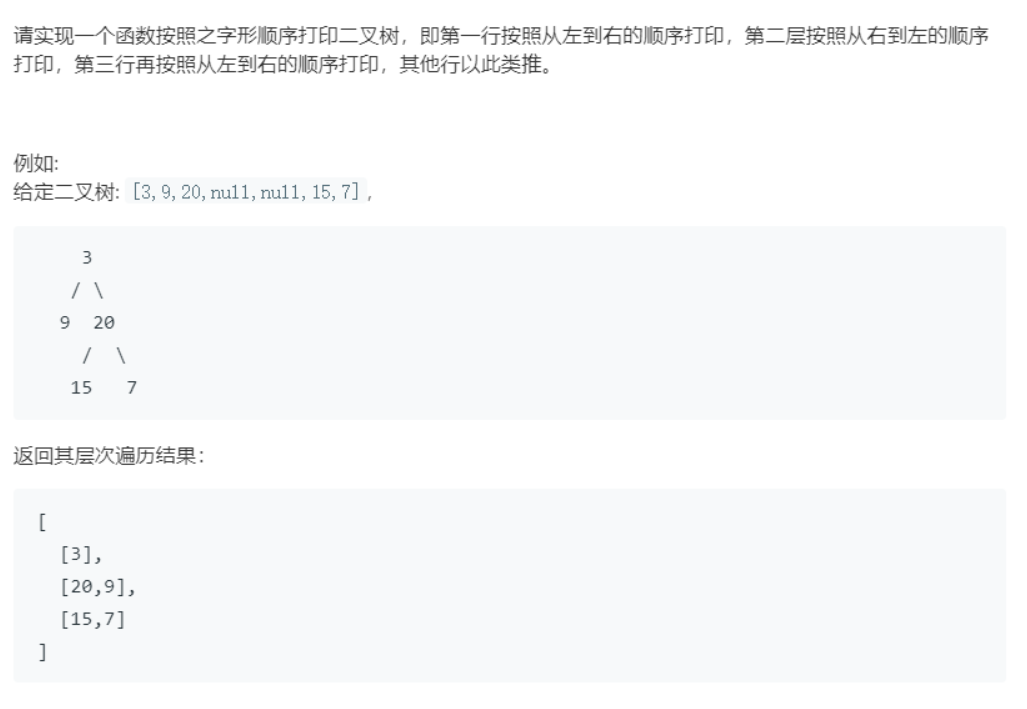 请实现一个函数按照之字形顺序打印二叉树，即第一行按照从左到右的顺序打印，第二层按照从右到左的顺序
打印，第三行再按照从左到右的顺序打印，其他行以此类推。
例如:
给定二叉树: [3,9,20,null,null,15,7],
3
/ \
9 20
/ \
15 7
返回其层次遍历结果：
[
[3],
[20,9],
[15,7]
]